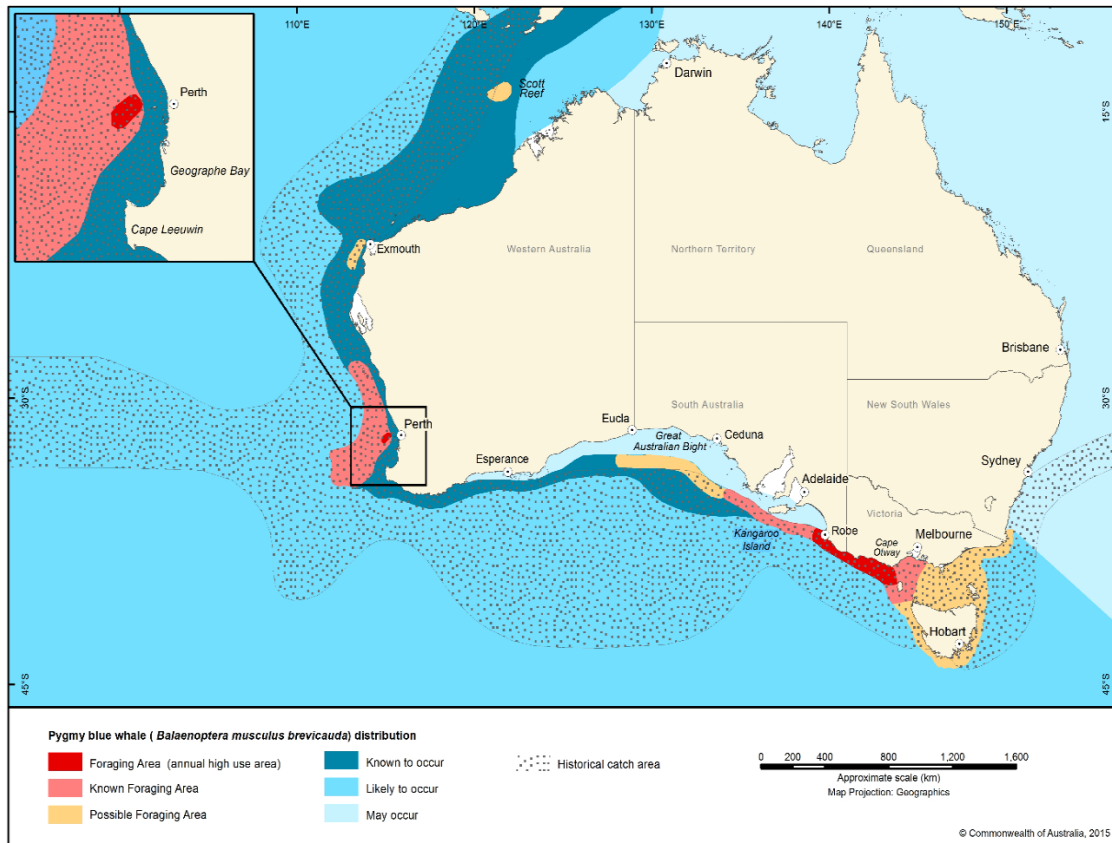 110°E
120°E
130°E
140°E
150°E
Perth
Geographe Bay
Cape Leeuwin
Scott
Reef
Darwin
15°S
Exmouth
Western Australia
Northern Territory
Queensland
Brisbane
30°S
30°S
South Australia
New South Wales
Perth
Eucla
Great
Australian Bight
Ceduna
Esperance
Sydney
Adelaide
Victoria
Kangaroo
Island
Robe
Cape
Otway
Melbourne
Hobart
45°S
45°S
Pygmy blue whale ( Balaenoptera musculus brevicauda) distribution
Foraging Area (annual high use area)
Known Foraging Area
Possible Foraging Area
Known to occur
Likely to occur
May occur
Historical catch area
0 200 400 800 1,200 1,600
Approximate scale (km)
Map Projection: Geographics
© Commonwealth of Australia, 2015